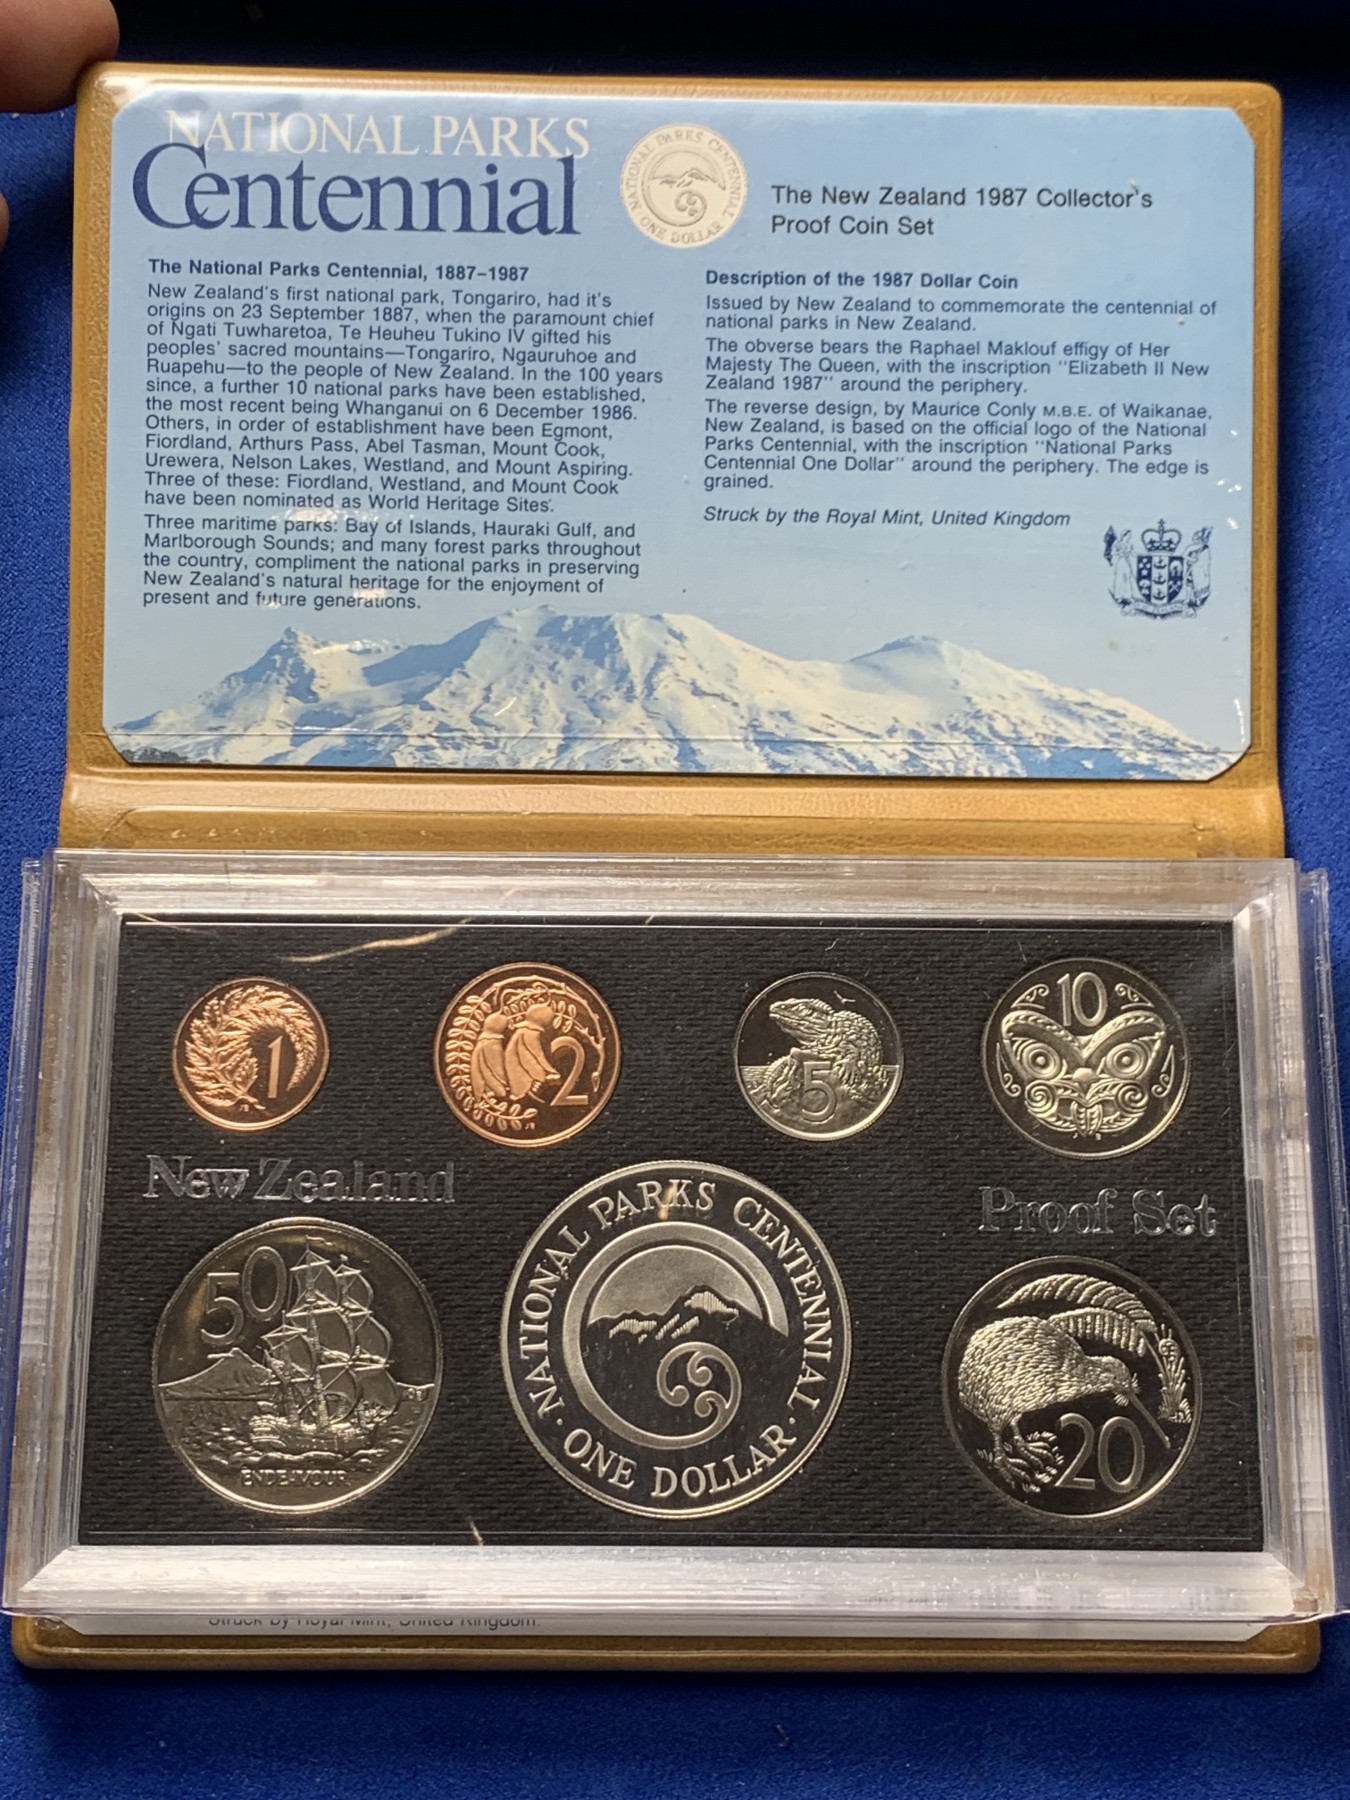 NATIONAL PARKS
Centennial
NATIONAL PARKS CENTENNIAL
· ONE DOLLAR ·
The New Zealand 1987 Collector's
Proof Coin Set
The National Parks Centennial, 1887–1987
New Zealand's first national park, Tongariro, had it's
origins on 23 September 1887, when the paramount chief
of Ngati Tuwharetoa, Te Heuheu Tukino IV gifted his
peoples' sacred mountains—Tongariro, Ngauruhoe and
Ruapehu—to the people of New Zealand. In the 100 years
since, a further 10 national parks have been established,
the most recent being Whanganui on 6 December 1986.
Others, in order of establishment have been Egmont,
Fiordland, Arthurs Pass, Abel Tasman, Mount Cook,
Urewera, Nelson Lakes, Westland, and Mount Aspiring.
Three of these: Fiordland, Westland, and Mount Cook
have been nominated as World Heritage Sites.
Three maritime parks: Bay of Islands, Hauraki Gulf, and
Marlborough Sounds; and many forest parks throughout
the country, compliment the national parks in preserving
New Zealand's natural heritage for the enjoyment of
present and future generations.
Description of the 1987 Dollar Coin
Issued by New Zealand to commemorate the centennial of
national parks in New Zealand.
The obverse bears the Raphael Maklouf effigy of Her
Majesty The Queen, with the inscription "Elizabeth II New
Zealand 1987" around the periphery.
The reverse design, by Maurice Conly M.B.E. of Waikanae,
New Zealand, is based on the official logo of the National
Parks Centennial, with the inscription "National Parks
Centennial One Dollar" around the periphery. The edge is
grained.
Struck by the Royal Mint, United Kingdom
1
2
5
10
New Zealand
Proof Set
50
ENDEAVOUR
NATIONAL PARKS CENTENNIAL
· ONE DOLLAR ·
20
Struck by Royal Mint, United Kingdom.